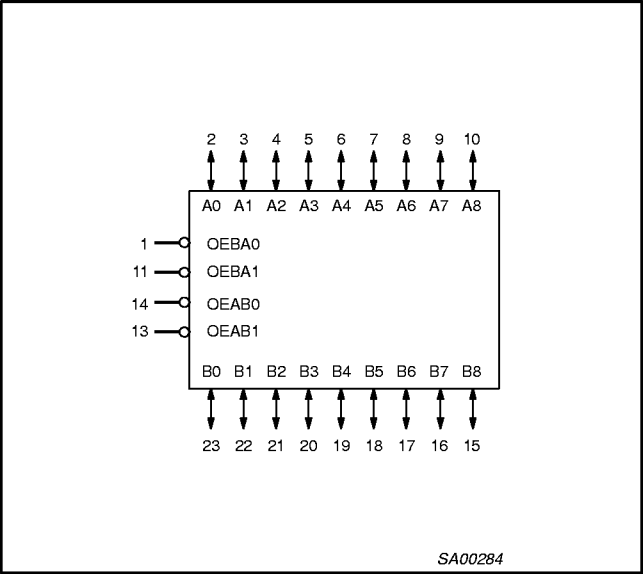 2 3 4 5 6 7 8 9 10
A0 A1 A2 A3 A4 A5 A6 A7 A8
1 OEBA0
11 OEBA1
14 OEAB0
13 OEAB1
B0 B1 B2 B3 B4 B5 B6 B7 B8
23 22 21 20 19 18 17 16 15
SA00284